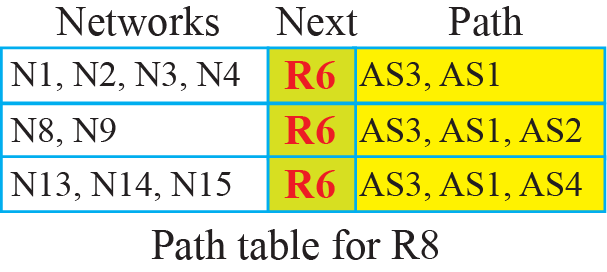 Networks Next Path
N1, N2, N3, N4 R6 AS3, AS1
N8, N9 R6 AS3, AS1, AS2
N13, N14, N15 R6 AS3, AS1, AS4
Path table for R8